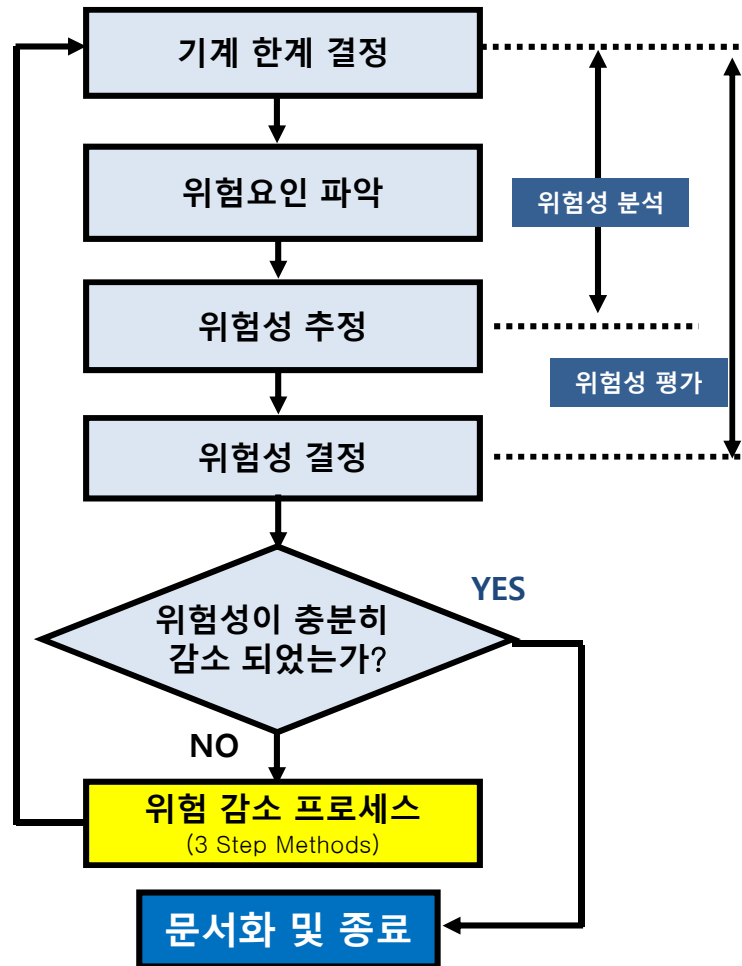 기계 한계 결정
위험요인 파악
위험성 분석
위험성 추정
위험성 평가
위험성 결정
YES
위험성이 충분히
감소 되었는가?
NO
위험 감소 프로세스
(3 Step Methods)
문서화 및 종료